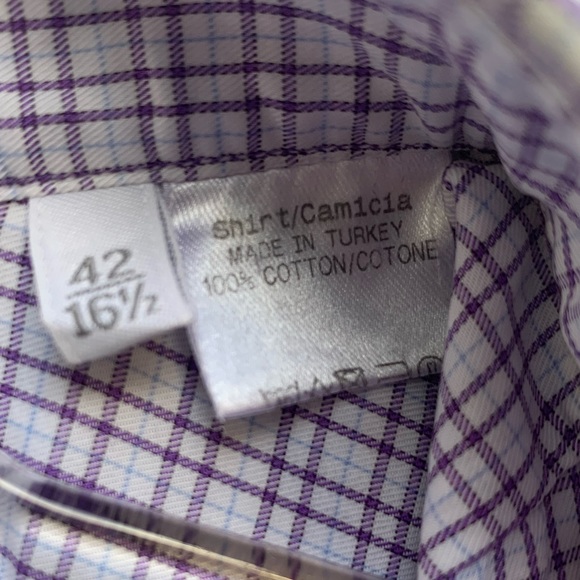 42
16½
Shirt/Camicia
MADE IN TURKEY
100% COTTON/COTONE